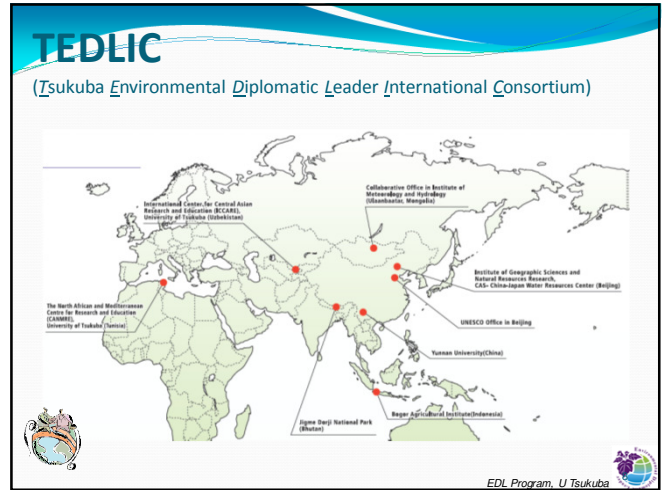 TEDLIC
(Tsukuba Environmental Diplomatic Leader International Consortium)
Collaborative Office in Institute of
Meteorology and Hydrology
(Ulaanbaatar, Mongolia)
International Center for Central Asian
Research and Education (ICCARE),
University of Tsukuba (Uzbekistan)
Institute of Geographic Sciences and
Natural Resources Research,
CAS- China-Japan Water Resources Center (Beijing)
The North African and Mediterranean
Centre for Research and Education
(CANMRE),
University of Tsukuba (Tunisia)
UNESCO Office in Beijing
Yunnan University(China)
Bogor Agricultural Institute(Indonesia)
Jigme Dorji National Park
(Bhutan)
EDL Program, U Tsukuba